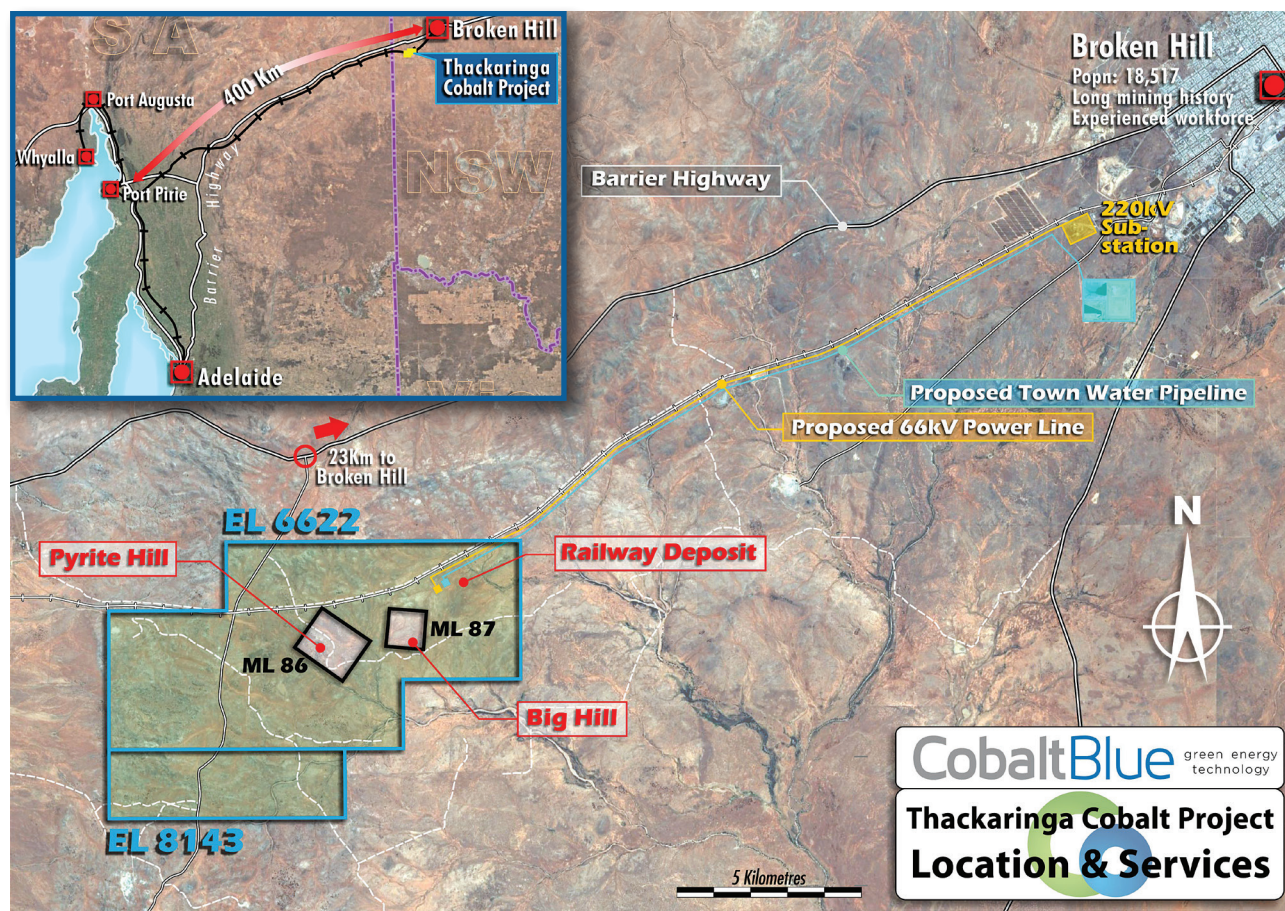 S/A
Broken Hill
Thackaringa
Cobalt Project
400 Km
Port Augusta
Whyalla
Port Pirie
NSW
Barrier Highway
Adelaide
Broken Hill
Popn: 18,517
Long mining history
Experienced workforce
Barrier Highway
220kV
Sub-
station
Proposed Town Water Pipeline
Proposed 66kV Power Line
23Km to
Broken Hill
EL 6622
Pyrite Hill
Railway Deposit
ML 87
ML 86
Big Hill
EL 8143
N
5 Kilometres
CobaltBlue
green energy
technology
Thackaringa Cobalt Project
Location & Services